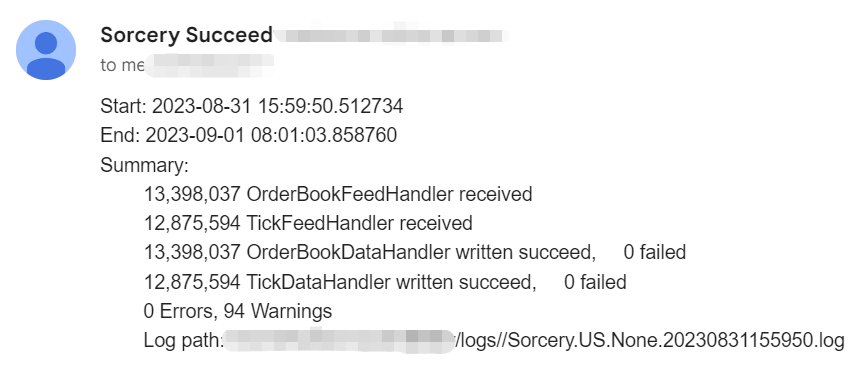 Sorcery Succeed
to me
Start: 2023-08-31 15:59:50.512734
End: 2023-09-01 08:01:03.858760
Summary:
13,398,037 OrderBookFeedHandler received
12,875,594 TickFeedHandler received
13,398,037 OrderBookDataHandler written succeed, 0 failed
12,875,594 TickDataHandler written succeed, 0 failed
0 Errors, 94 Warnings
Log path: /logs//Sorcery.US.None.20230831155950.log